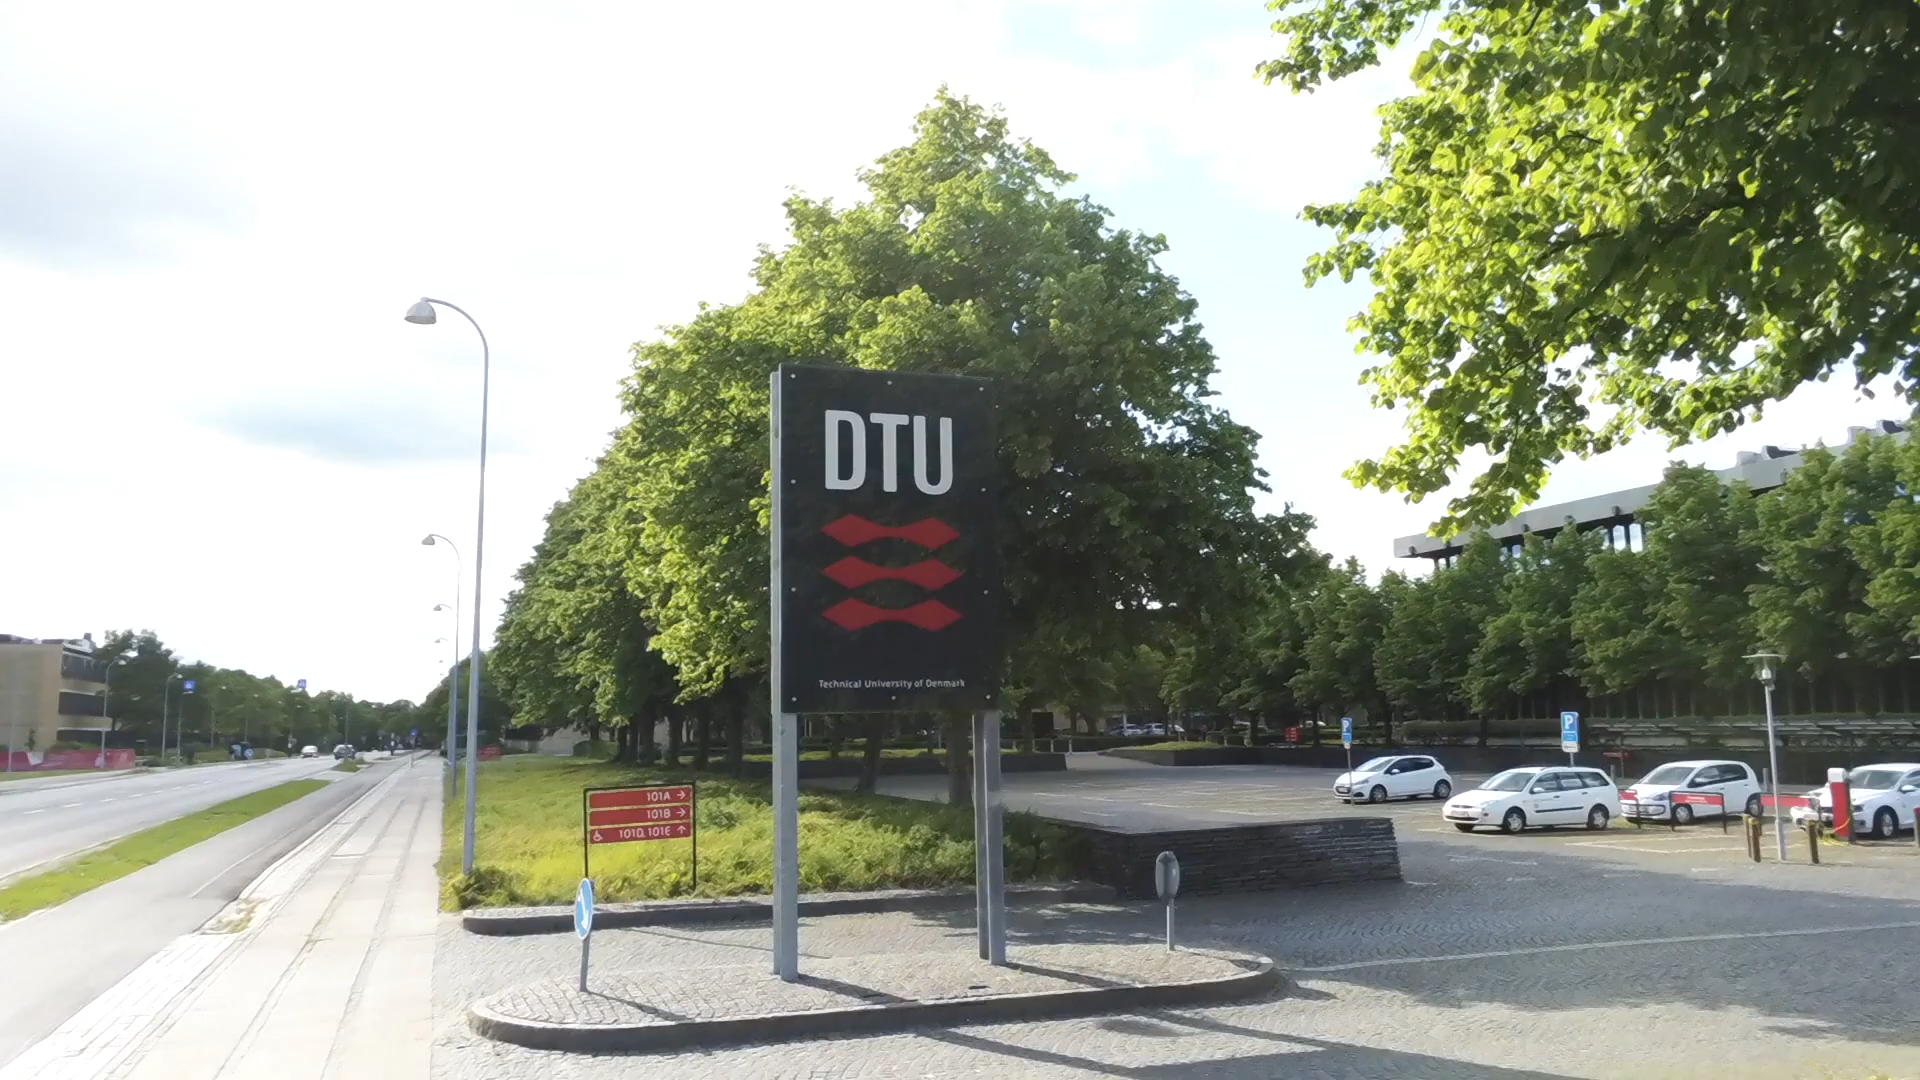 DTU
Technical University of Denmark
101A →
101B →
101D 101E ↑
P
P